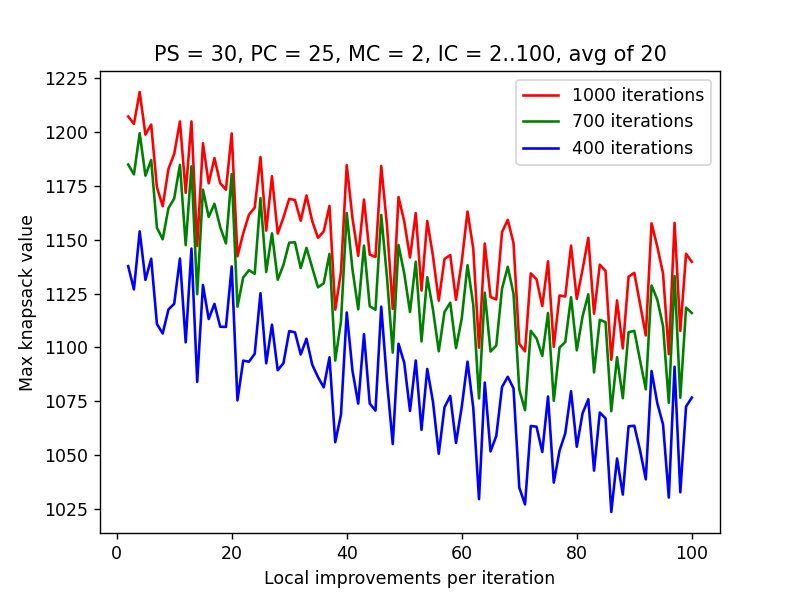 PS = 30, PC = 25, MC = 2, IC = 2..100, avg of 20
1225
1200
1175
1150
1125
1100
1075
1050
1025
Max knapsack value
1000 iterations
700 iterations
400 iterations
0
20
40
60
80
100
Local improvements per iteration